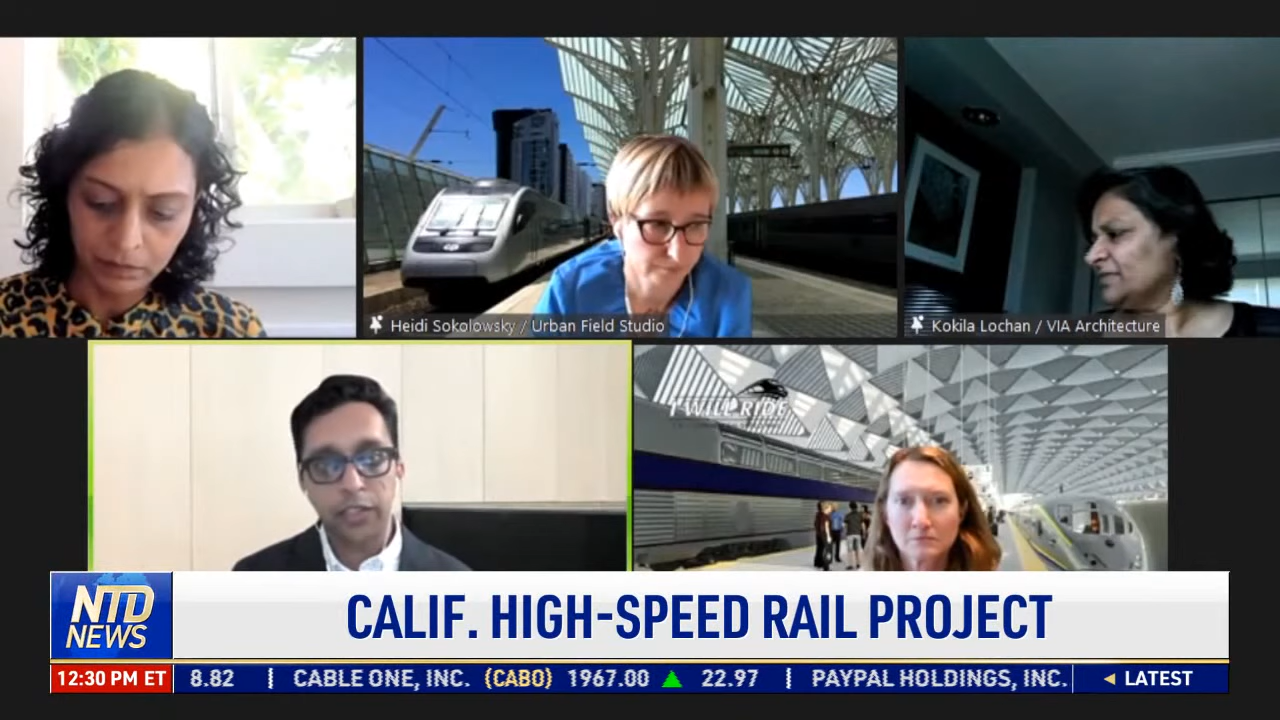 Heidi Sokolowsky / Urban Field Studio
Kokila Lochan / VIA Architecture
I WILL RIDE
NTD
NEWS
CALIF. HIGH-SPEED RAIL PROJECT
12:30 PM ET
8.82 CABLE ONE, INC. (CABO) 1967.00 ▲ 22.97 PAYPAL HOLDINGS, INC.
LATEST